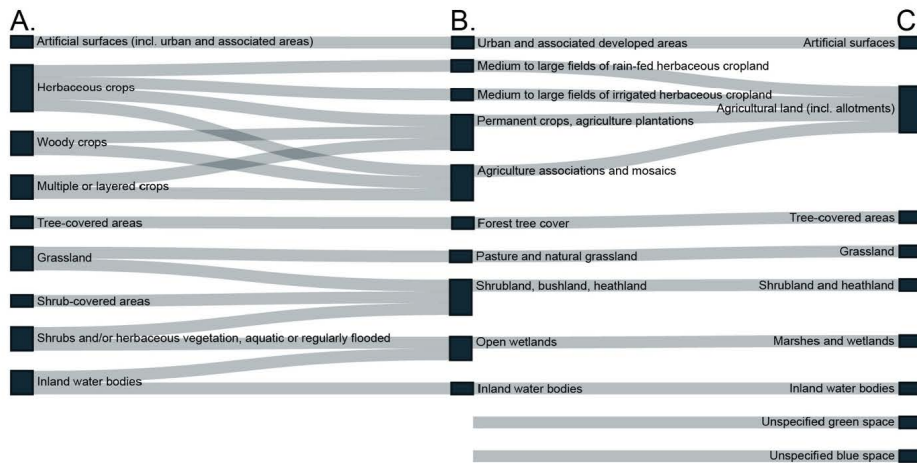 A.
B.
C.
Artificial surfaces (incl. urban and associated areas)
Urban and associated developed areas
Artificial surfaces
Herbaceous crops
Medium to large fields of rain-fed herbaceous cropland
Medium to large fields of irrigated herbaceous cropland
Agricultural land (incl. allotments)
Permanent crops, agriculture plantations
Woody crops
Agriculture associations and mosaics
Multiple or layered crops
Tree-covered areas
Forest tree cover
Tree-covered areas
Grassland
Pasture and natural grassland
Grassland
Shrub-covered areas
Shrubland, bushland, heathland
Shrubland and heathland
Shrubs and/or herbaceous vegetation, aquatic or regularly flooded
Open wetlands
Marshes and wetlands
Inland water bodies
Inland water bodies
Inland water bodies
Unspecified green space
Unspecified blue space